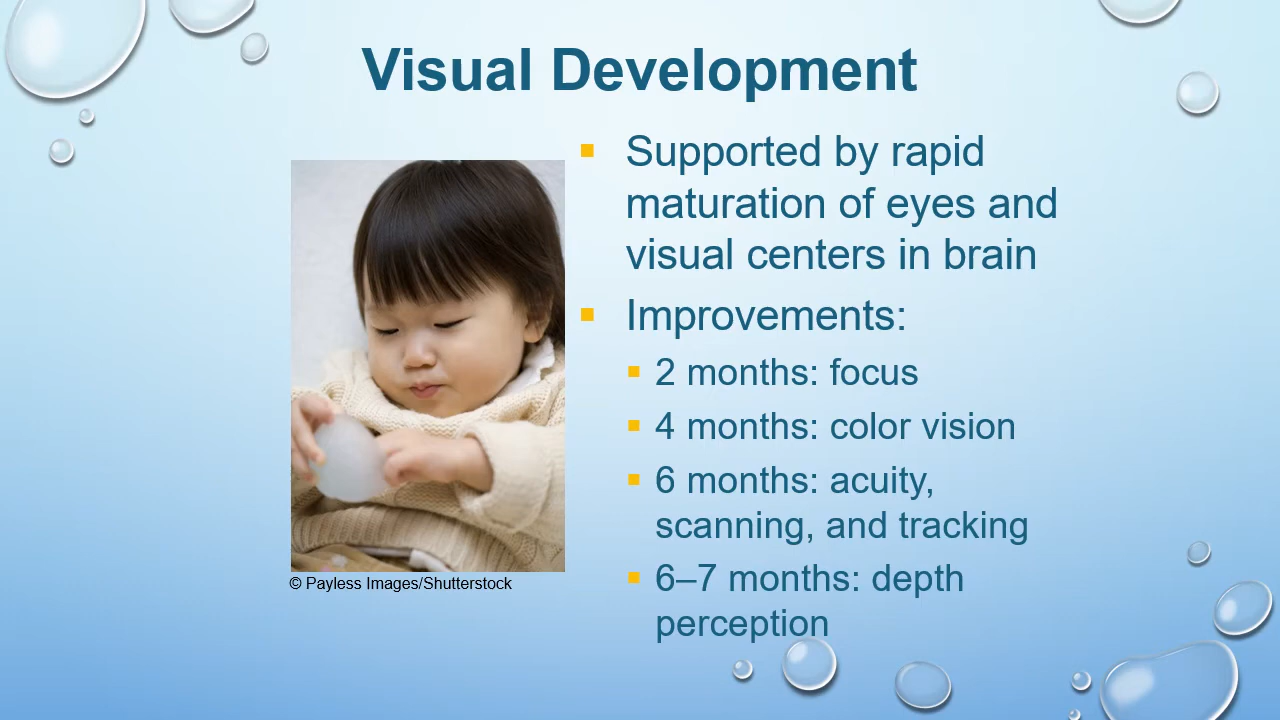 Visual Development
Supported by rapid
maturation of eyes and
visual centers in brain
Improvements:
2 months: focus
4 months: color vision
6 months: acuity,
scanning, and tracking
6–7 months: depth
perception
© Payless Images/Shutterstock